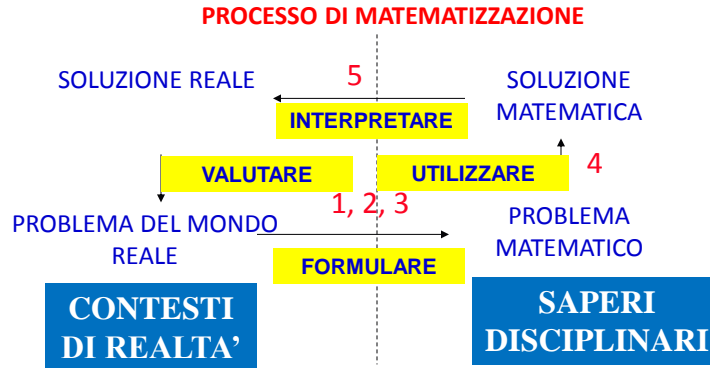 PROCESSO DI MATEMATIZZAZIONE
SOLUZIONE REALE
5
SOLUZIONE
MATEMATICA
INTERPRETARE
VALUTARE
UTILIZZARE
4
1, 2, 3
PROBLEMA DEL MONDO
REALE
PROBLEMA
MATEMATICO
FORMULARE
CONTESTI
DI REALTA’
SAPERI
DISCIPLINARI